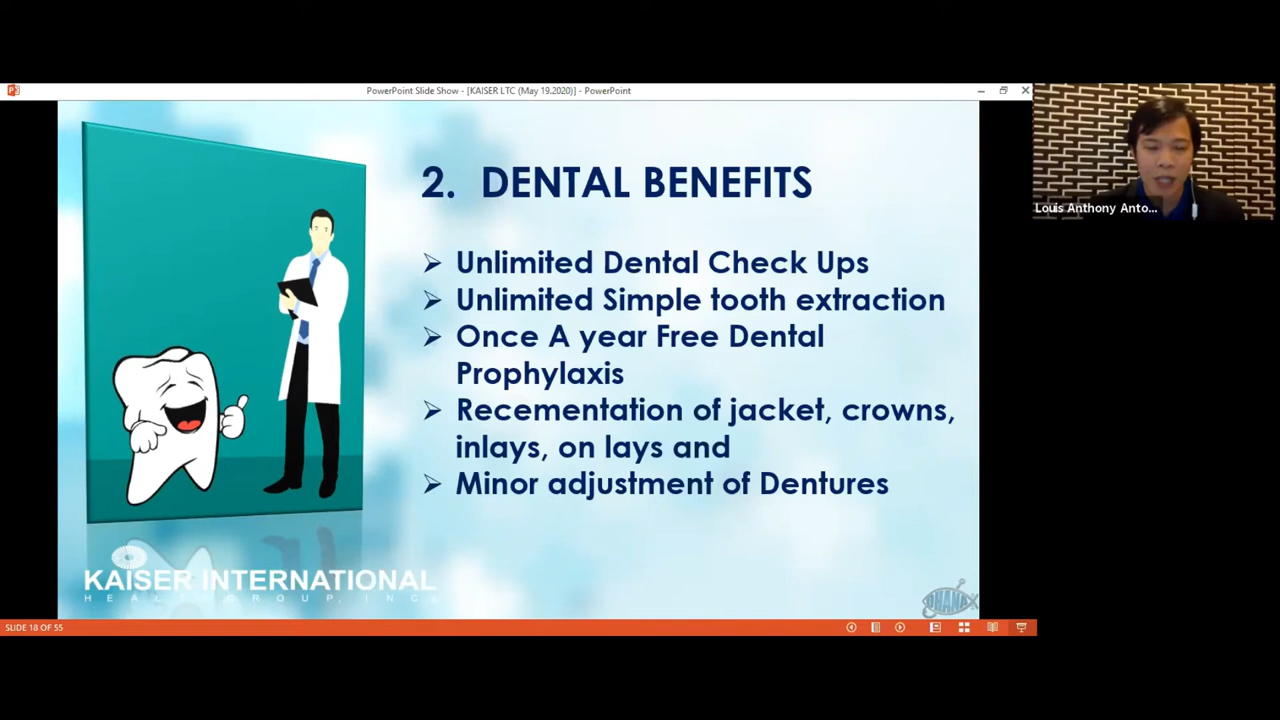 PowerPoint Slide Show - [KAISER LTC (May 19.2020)] - PowerPoint
2. DENTAL BENEFITS
Unlimited Dental Check Ups
Unlimited Simple tooth extraction
Once A year Free Dental
Prophylaxis
Recementation of jacket, crowns,
inlays, on lays and
Minor adjustment of Dentures
KAISER INTERNATIONAL
HEALTH GROUP, INC.
OHANAX
SLIDE 18 OF 55
Louis Anthony Anto...